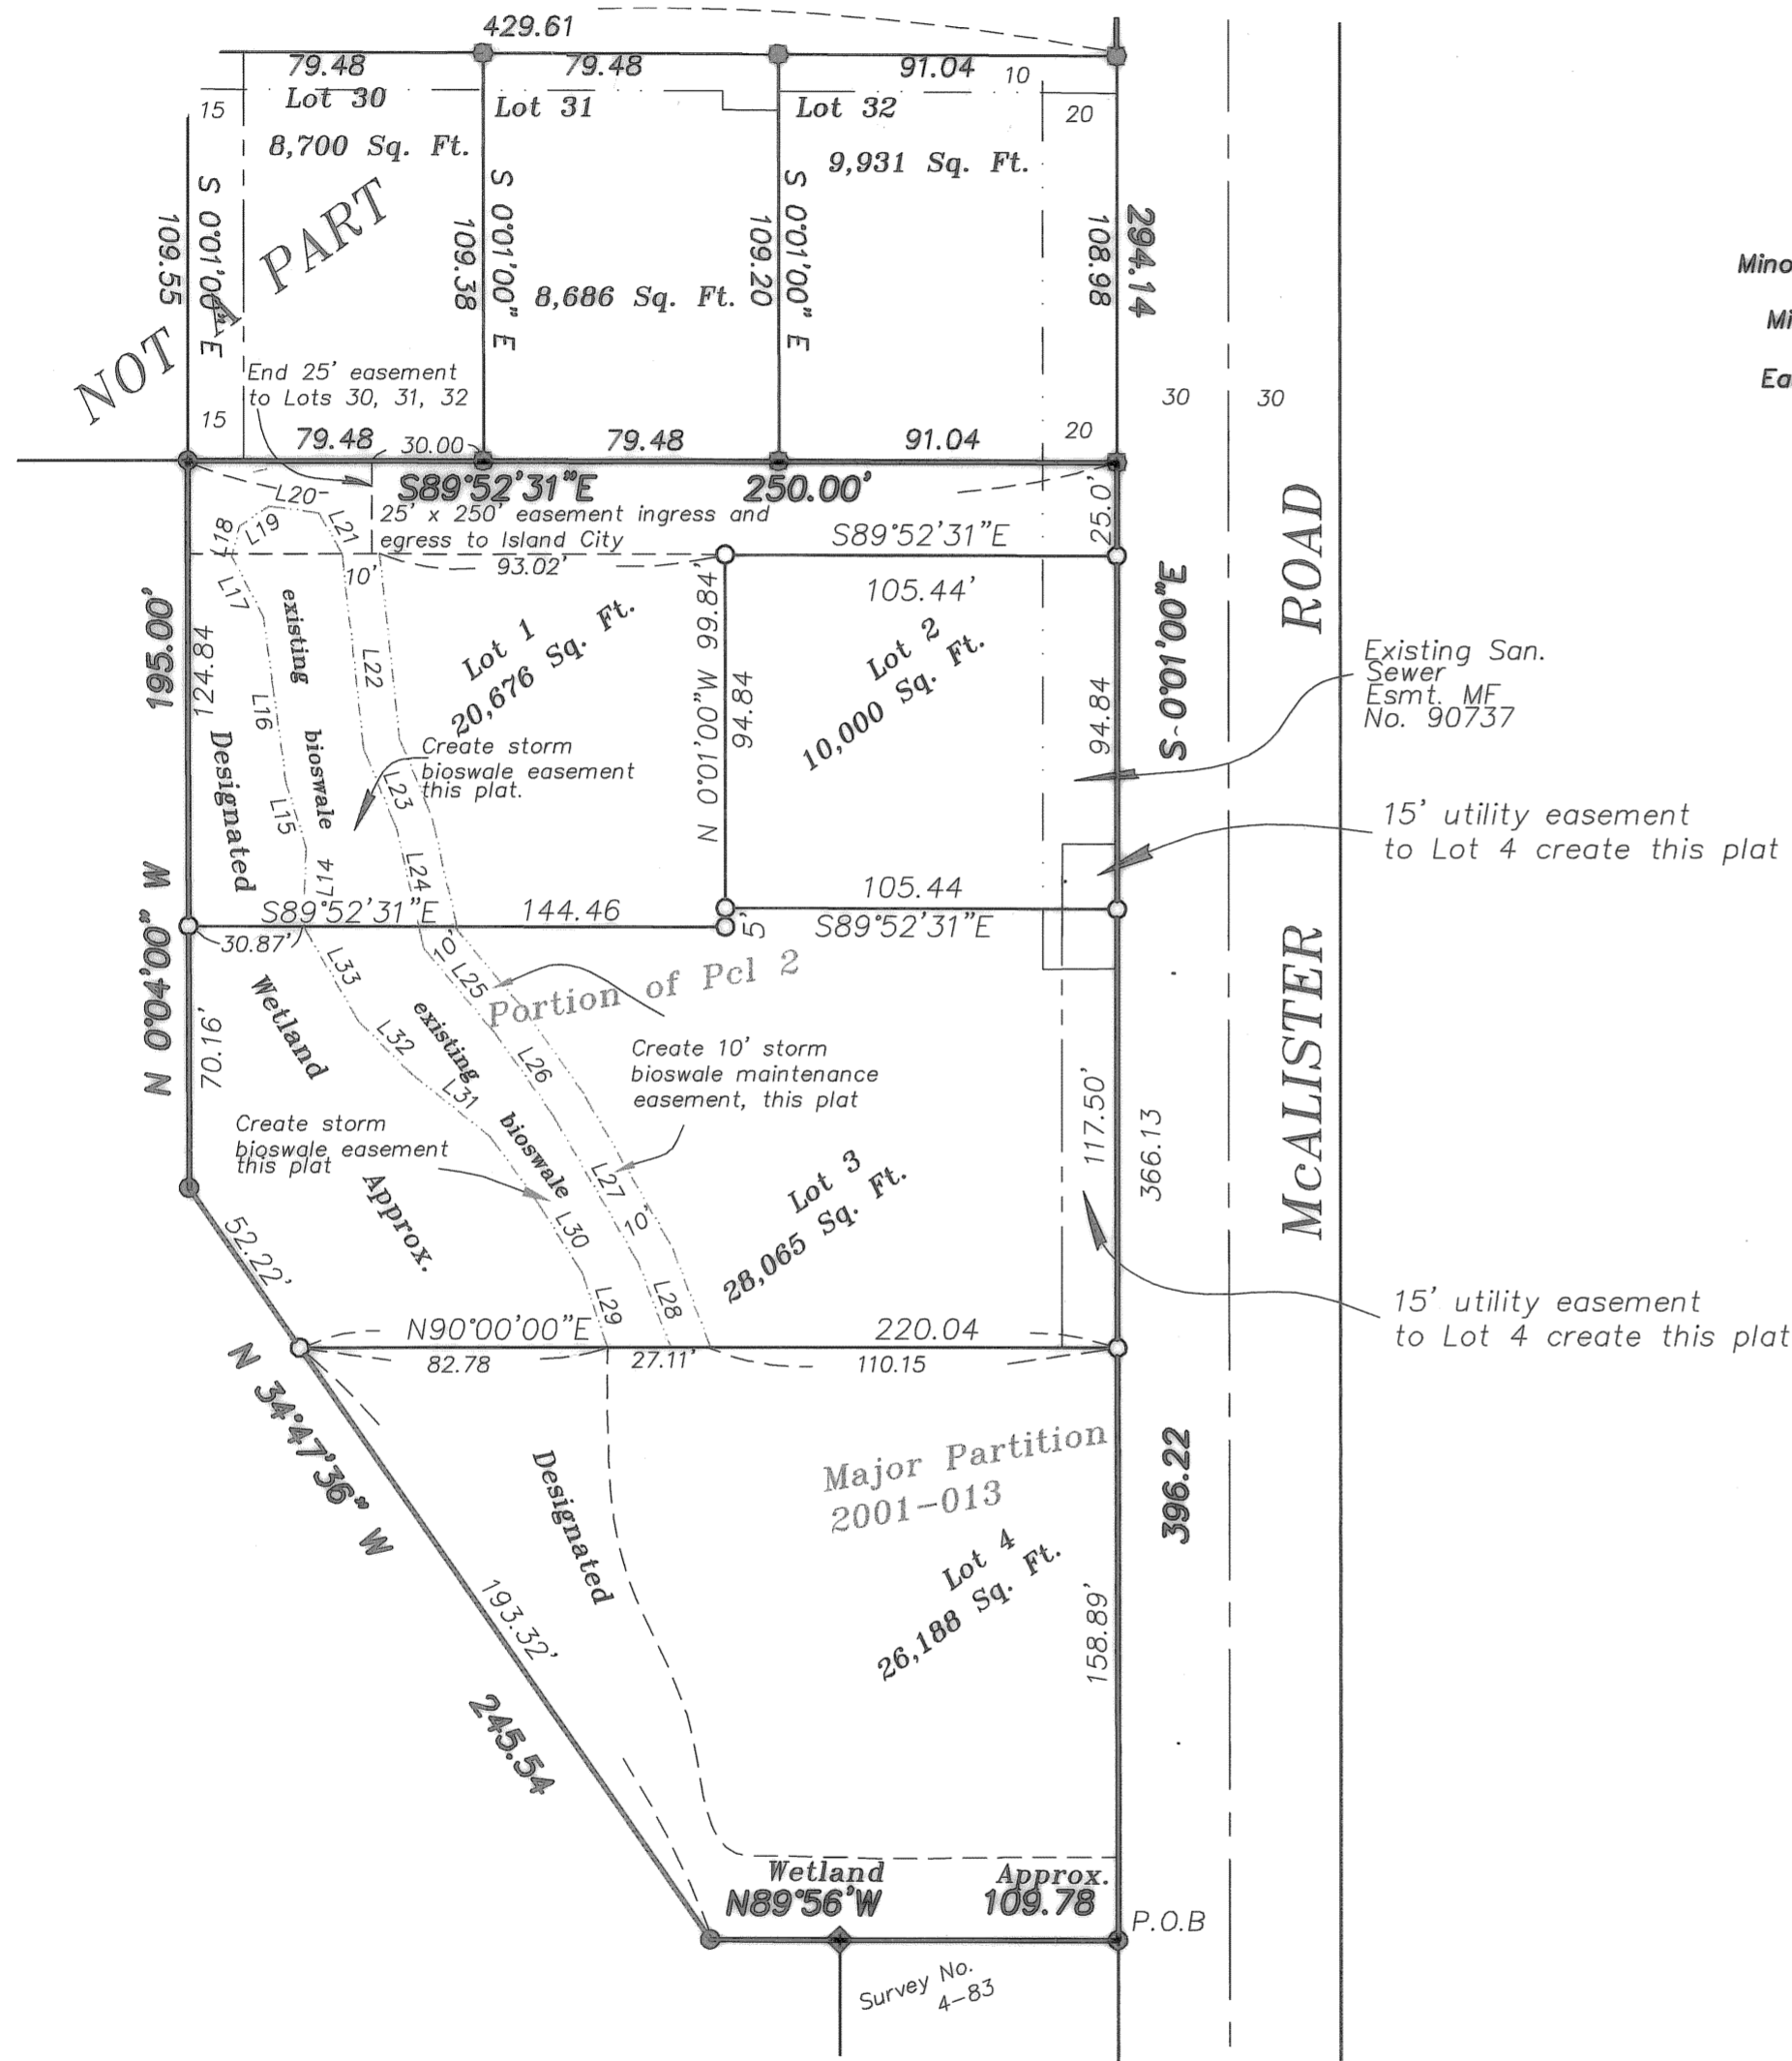 429.61
79.48
79.48
91.04
10
15
Lot 30
Lot 31
Lot 32
20
8,700 Sq. Ft.
9,931 Sq. Ft.
S 0°01'00" E
109.55
S 0°01'00" E
109.38
S 0°01'00" E
109.20
108.98
294.14
NOT A PART
8,686 Sq. Ft.
Mino
Mi
Ea
End 25' easement
to Lots 30, 31, 32
30
30
15
79.48
30.00
79.48
91.04
20
S89°52'31"E
250.00'
L20
25' x 250' easement ingress and
egress to Island City
S89°52'31"E
25.0'
L18
L19
L21
93.02'
10'
105.44'
L17
existing
Lot 1
20,676 Sq. Ft.
99.84'
Lot 2
10,000 Sq. Ft.
S 0°01'00"E
ROAD
195.00'
124.84
L22
N 0°01'00"W
94.84
94.84
Existing San.
Sewer
Esmt. MF
No. 90737
L16
bioswale
Designated
Create storm
bioswale easement
this plat.
L23
L15
15' utility easement
to Lot 4 create this plat
L14
L24
S89°52'31"E
144.46
105.44
S89°52'31"E
5'
30.87'
N 0°04'00" W
70.16'
L33
10'
L25
Portion of Pcl 2
Wetland
existing
L32
L26
Create 10' storm
bioswale maintenance
easement, this plat
L31
Create storm
bioswale easement
this plat
bioswale
117.50'
366.13
McALISTER
Approx.
L27
10'
Lot 3
28,065 Sq. Ft.
L30
52.22'
L29
L28
15' utility easement
to Lot 4 create this plat
N90°00'00"E
220.04
82.78
27.11'
110.15
N 34°47'36" W
Major Partition
2001-013
396.22
Designated
Lot 4
26,188 Sq. Ft.
193.32'
158.89'
245.54
Wetland
Approx.
N89°56'W
109.78
P.O.B
Survey No.
4-83